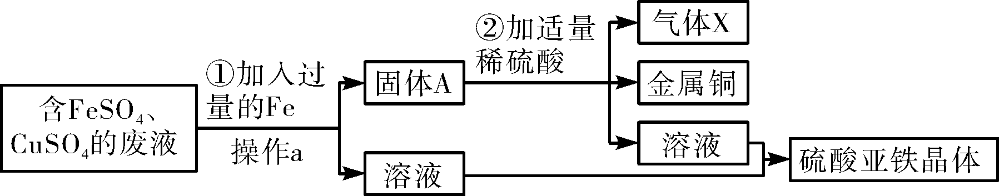 含FeSO₄、
CuSO₄的废液
①加入过
量的Fe
操作a
固体A
溶液
②加适量
稀硫酸
气体X
金属铜
溶液
硫酸亚铁晶体